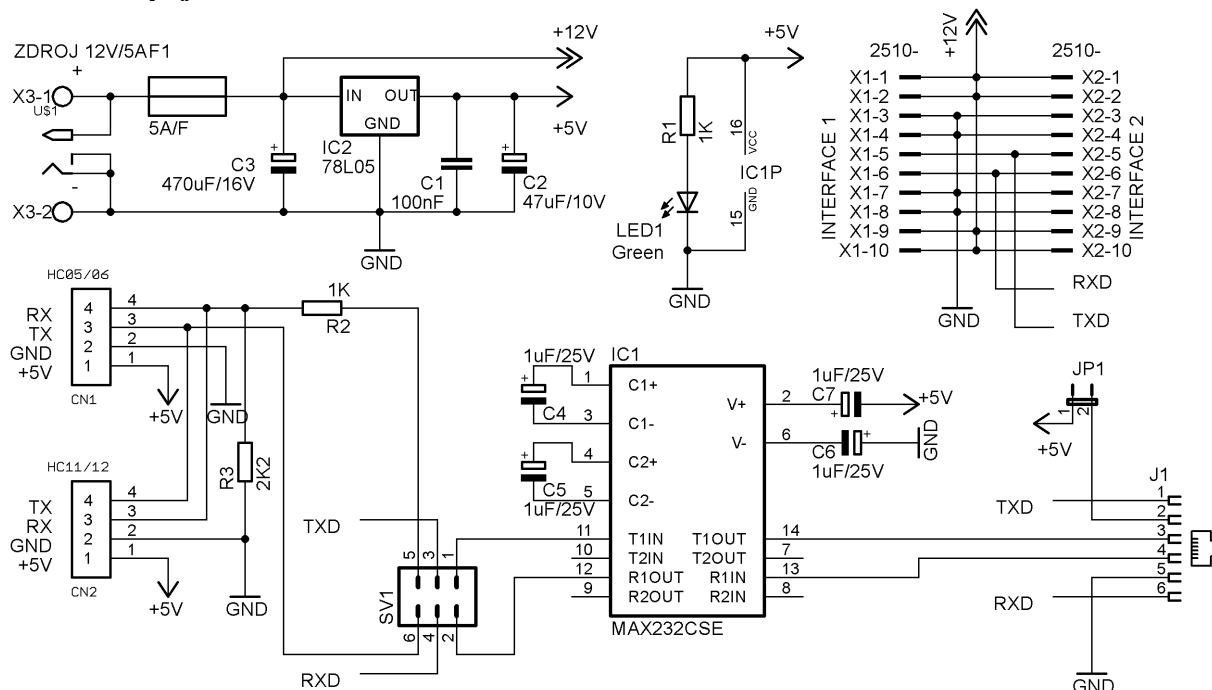 ZDROJ 12V/5AF1
+
X3-1
U$1
5A/F
-
X3-2
+12V
IN OUT
GND
IC2
78L05
+5V
+
C3
470uF/16V
C1
100nF
+
C2
47uF/10V
GND
+5V
R1
1K
16
VCC
IC1P
15
GND
LED1
Green
GND
+12V
2510- 2510-
X1-1 X2-1
X1-2 X2-2
X1-3 X2-3
X1-4 X2-4
X1-5 X2-5
X1-6 X2-6
X1-7 X2-7
X1-8 X2-8
X1-9 X2-9
X1-10 X2-10
INTERFACE 1
INTERFACE 2
RXD
TXD
GND
HC05/06
RX 4 4
TX 3 3
GND 2 2
+5V 1 1
CN1
+5V
GND
1K
R2
R3
2K2
HC11/12
TX 4 4
RX 3 3
GND 2 2
+5V 1 1
CN2
+5V
GND
TXD
5 3 1
SV1
6 4 2
RXD
IC1
1uF/25V
+
C4
1 C1+
3 C1-
+
C5
1uF/25V
4 C2+
5 C2-
11 T1IN T1OUT 14
10 T2IN T2OUT 7
12 R1OUT R1IN 13
9 R2OUT R2IN 8
MAX232CSE
V+ 2
V- 6
1uF/25V
C7
+
+5V
C6
+
1uF/25V
GND
JP1
1
2
+5V
J1
TXD 1
2
3
4
5
RXD 6
GND